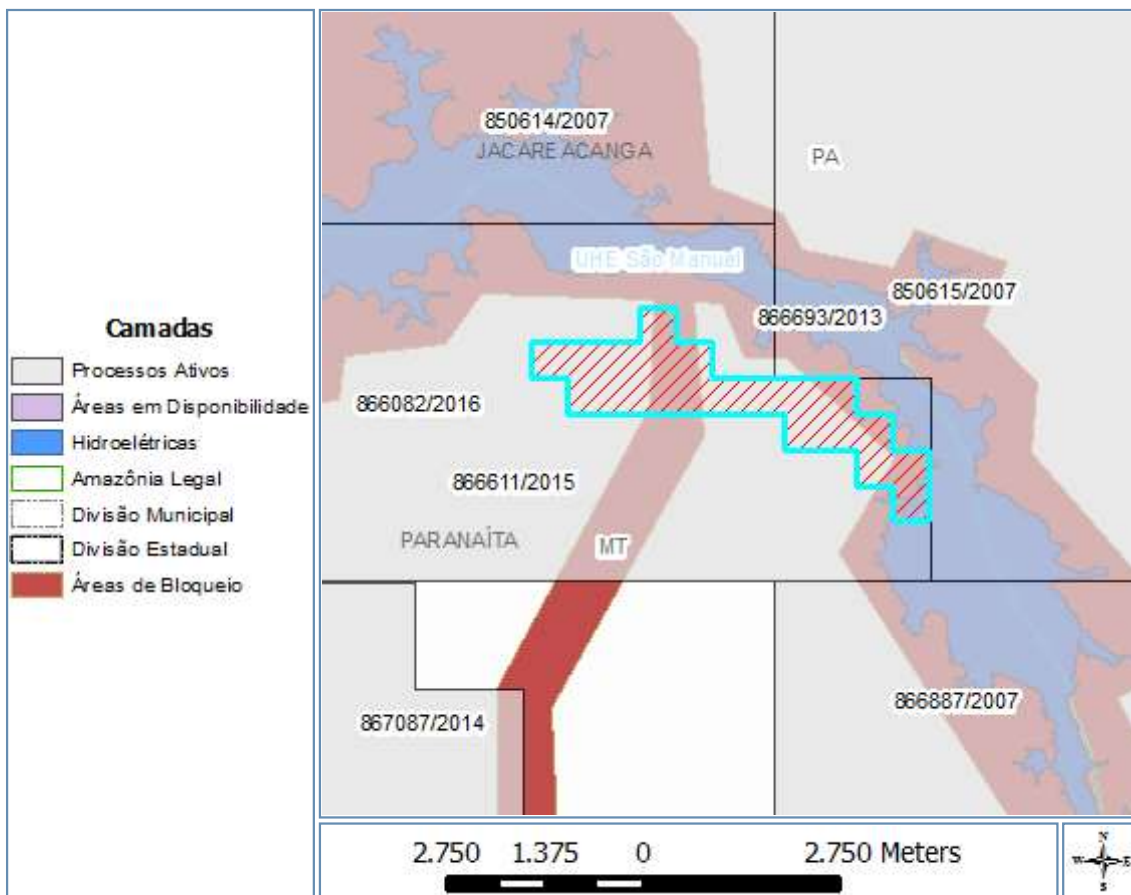 Camadas
Processos Ativos
Áreas em Disponibilidade
Hidroelétricas
Amazônia Legal
Divisão Municipal
Divisão Estadual
Áreas de Bloqueio
850614/2007
JACAREACANGA
PA
UHE São Manuel
850615/2007
866693/2013
866082/2016
866611/2015
PARANAÍTA
MT
866887/2007
867087/2014
2.750 1.375 0 2.750 Meters
N
W E
S